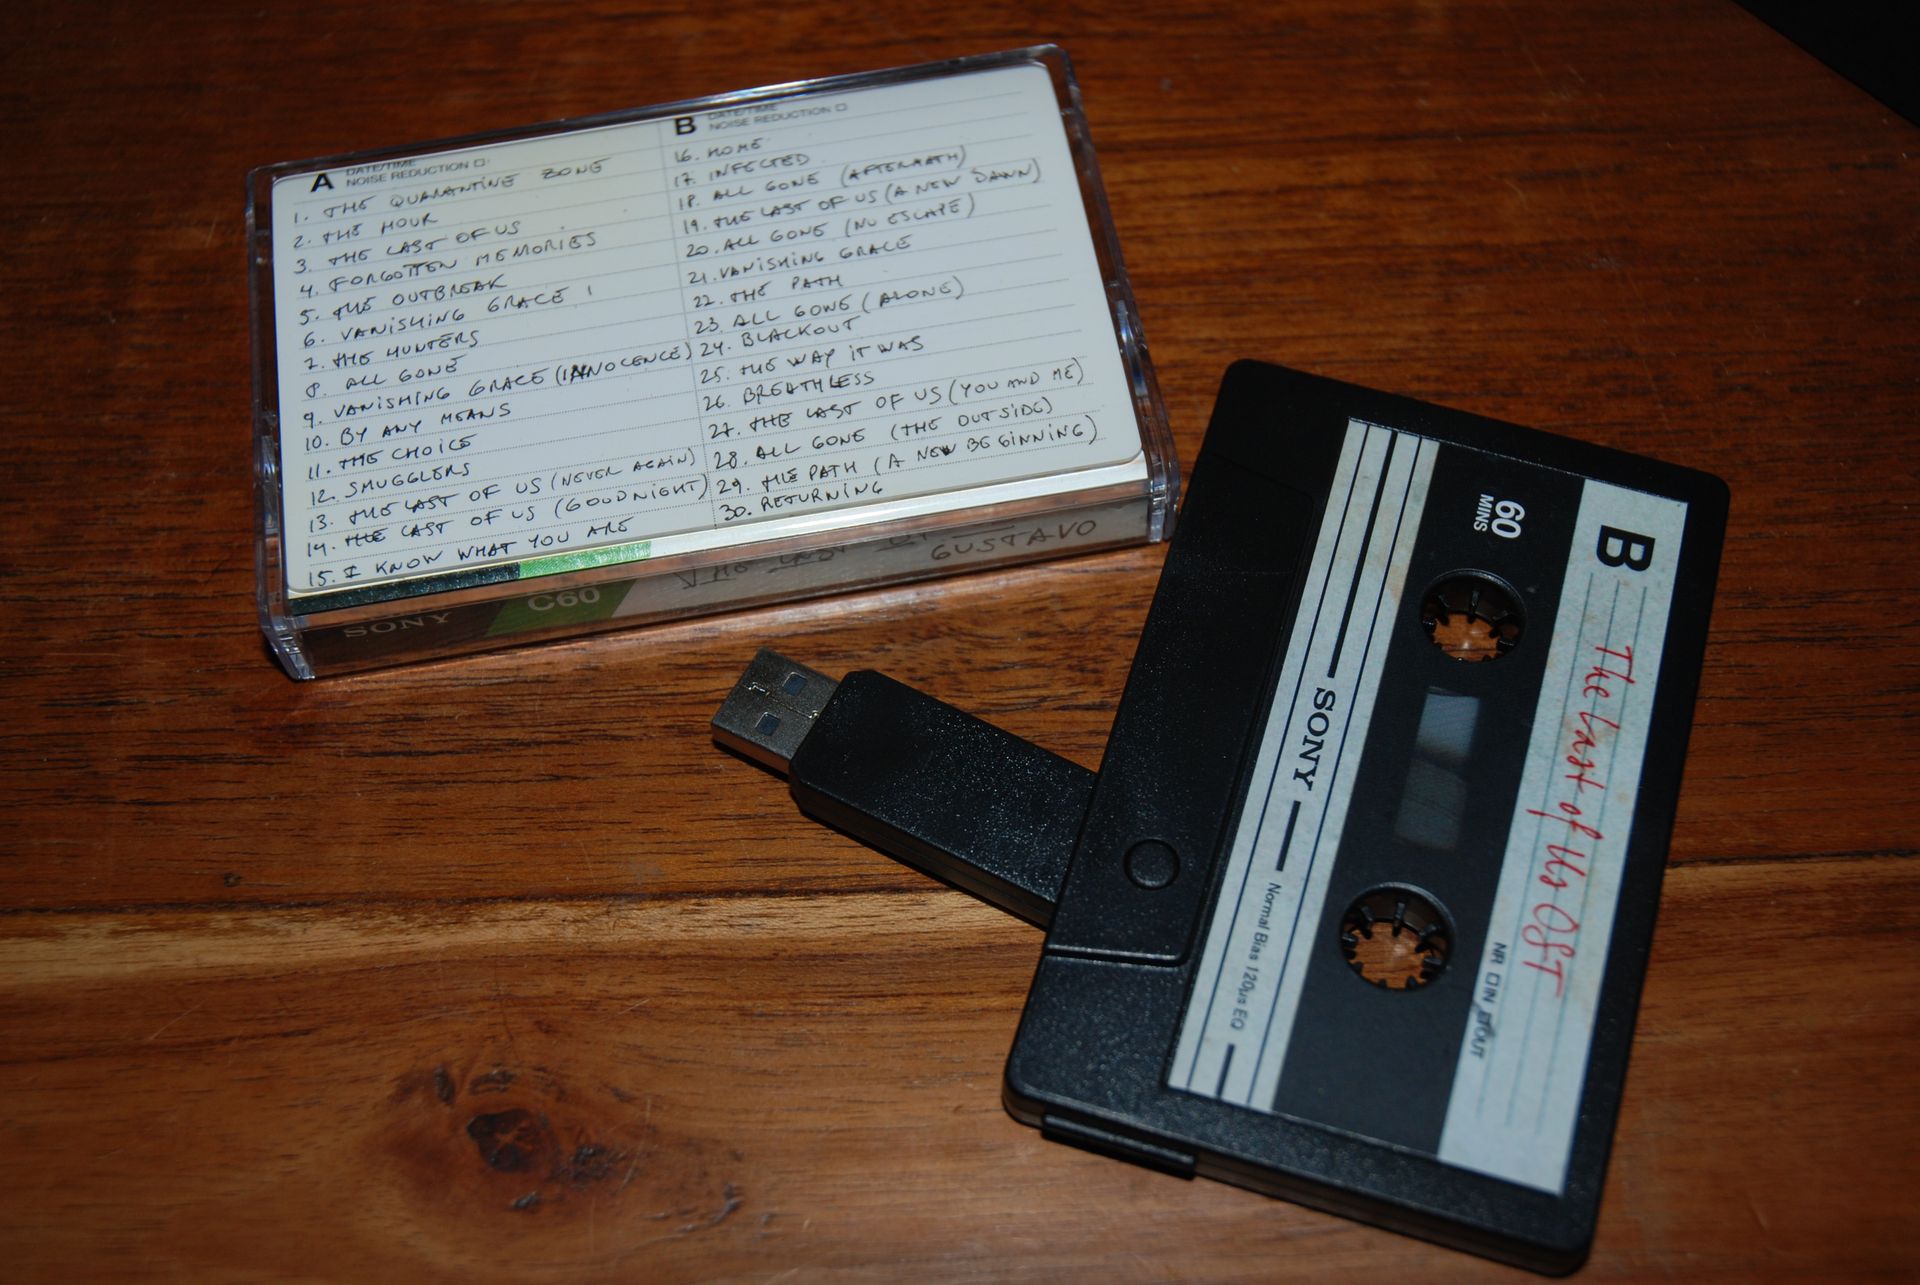 A DATE/TIME
NOISE REDUCTION
1. THE QUARANTINE ZONE
2. THE HOUR
3. THE LAST OF US
4. FORGOTTEN MEMORIES
5. THE OUTBREAK
6. VANISHING GRACE
7. THE HUNTERS
8. ALL GONE
9. VANISHING GRACE (INNOCENCE)
10. BY ANY MEANS
11. THE CHOICE
12. SMUGGLERS
13. THE LAST OF US (NEVER AGAIN)
14. THE LAST OF US (GOODNIGHT)
15. I KNOW WHAT YOU ARE
B DATE/TIME
NOISE REDUCTION
16. HOME
17. INFECTED
18. ALL GONE (AFTERMATH)
19. THE LAST OF US (A NEW DAWN)
20. ALL GONE (NO ESCAPE)
21. VANISHING GRACE
22. THE PATH
23. ALL GONE (ALONE)
24. BLACKOUT
25. THE WAY IT WAS
26. BREATHLESS
27. THE LAST OF US (YOU AND ME)
28. ALL GONE (THE OUTSIDE)
29. THE PATH (A NEW BEGINNING)
30. RETURNING
SONY C60
THE LAST OF
GUSTAVO
B
The Last of Us OST
NR IN OUT
60
MINS
SONY
Normal Bias 120µs EQ